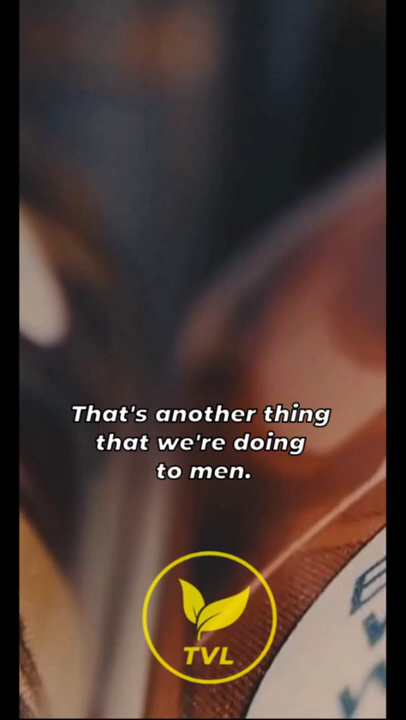 That's another thing
that we're doing
to men.
TVL